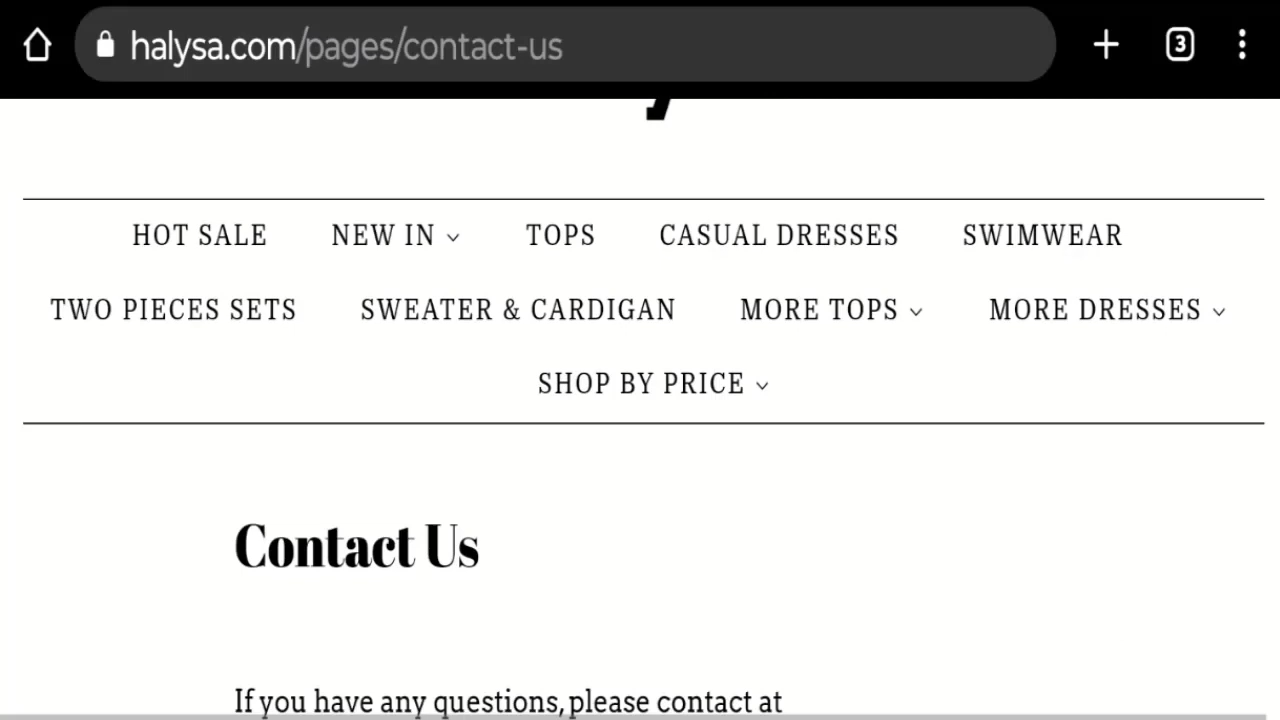 halysa.com/pages/contact-us
3
HOT SALE NEW IN TOPS CASUAL DRESSES SWIMWEAR
TWO PIECES SETS SWEATER & CARDIGAN MORE TOPS MORE DRESSES
SHOP BY PRICE
Contact Us
If you have any questions, please contact at